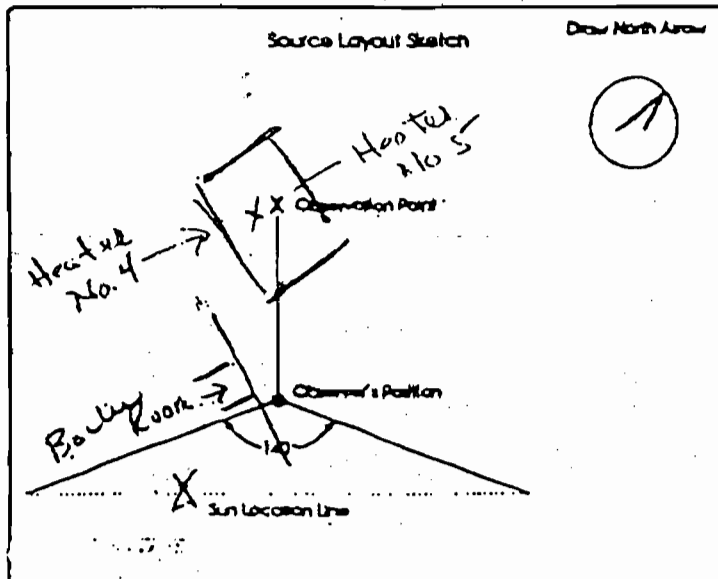 Source Layout Sketch
Draw North Arrow
Heater
No 5
X X Observation Point
Heater
No. 4
Observer's Position
Room
140
X
Sun Location Line